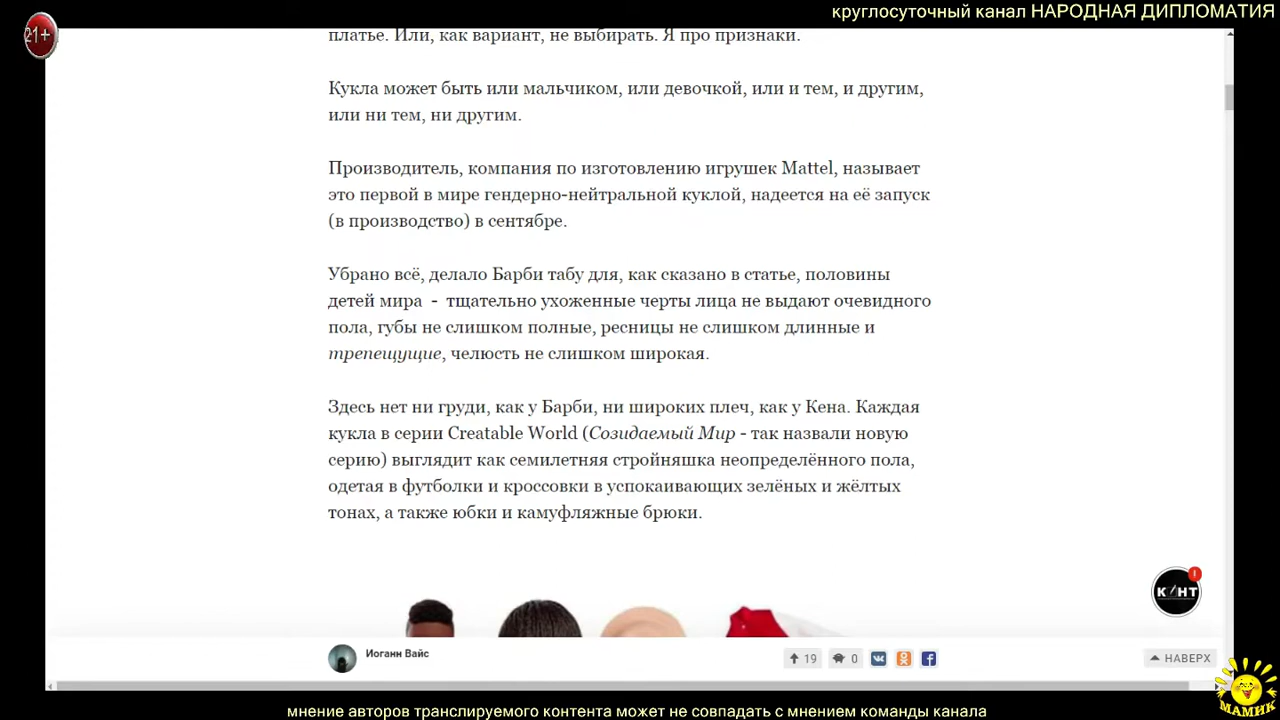 круглосуточный канал НАРОДНАЯ ДИПЛОМАТИЯ
21+
платье. Или, как вариант, не выбирать. Я про признаки.
Кукла может быть или мальчиком, или девочкой, или и тем, и другим,
или ни тем, ни другим.
Производитель, компания по изготовлению игрушек Mattel, называет
это первой в мире гендерно-нейтральной куклой, надеется на её запуск
(в производство) в сентябре.
Убрано всё, делало Барби табу для, как сказано в статье, половины
детей мира - тщательно ухоженные черты лица не выдают очевидного
пола, губы не слишком полные, ресницы не слишком длинные и
трепещущие, челюсть не слишком широкая.
Здесь нет ни груди, как у Барби, ни широких плеч, как у Кена. Каждая
кукла в серии Creatable World (Созидаемый Мир - так назвали новую
серию) выглядит как семилетняя стройняшка неопределённого пола,
одетая в футболки и кроссовки в успокаивающих зелёных и жёлтых
тонах, а также юбки и камуфляжные брюки.
КОНТ
!
Иоганн Вайс
19
0
НАВЕРХ
МАМИК
мнение авторов транслируемого контента может не совпадать с мнением команды канала